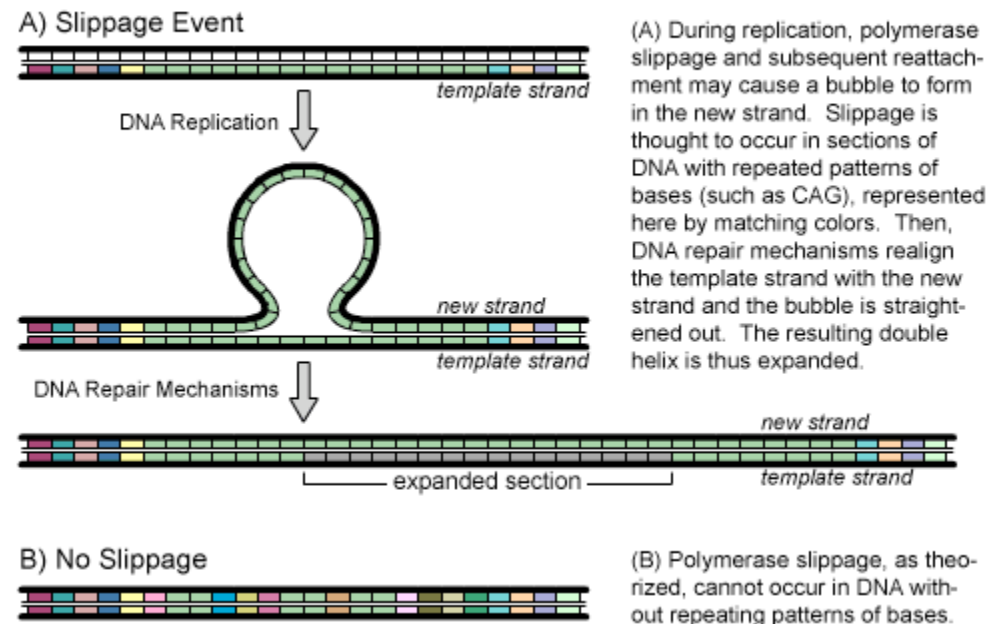 A) Slippage Event
template strand
DNA Replication
new strand
template strand
DNA Repair Mechanisms
new strand
expanded section
template strand
(A) During replication, polymerase
slippage and subsequent reattach-
ment may cause a bubble to form
in the new strand. Slippage is
thought to occur in sections of
DNA with repeated patterns of
bases (such as CAG), represented
here by matching colors. Then,
DNA repair mechanisms realign
the template strand with the new
strand and the bubble is straight-
ened out. The resulting double
helix is thus expanded.
B) No Slippage
(B) Polymerase slippage, as theo-
rized, cannot occur in DNA with-
out repeating patterns of bases.